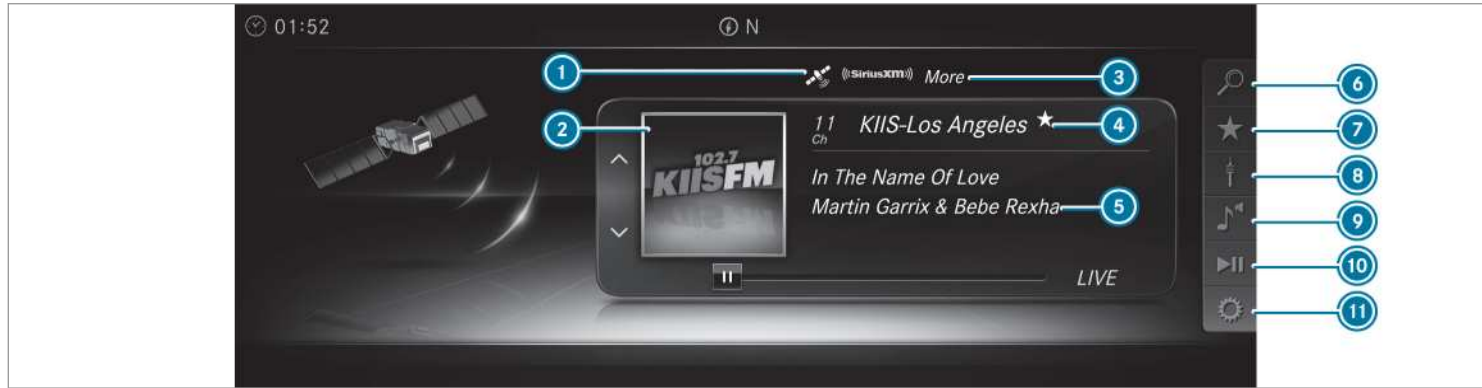 01:52 N
1 ((SiriusXM)) More 3
6
2 11 KIIS-Los Angeles 4
Ch
7
102.7
KIISFM
In The Name Of Love
8
Martin Garrix & Bebe Rexha 5
9
10
LIVE
11